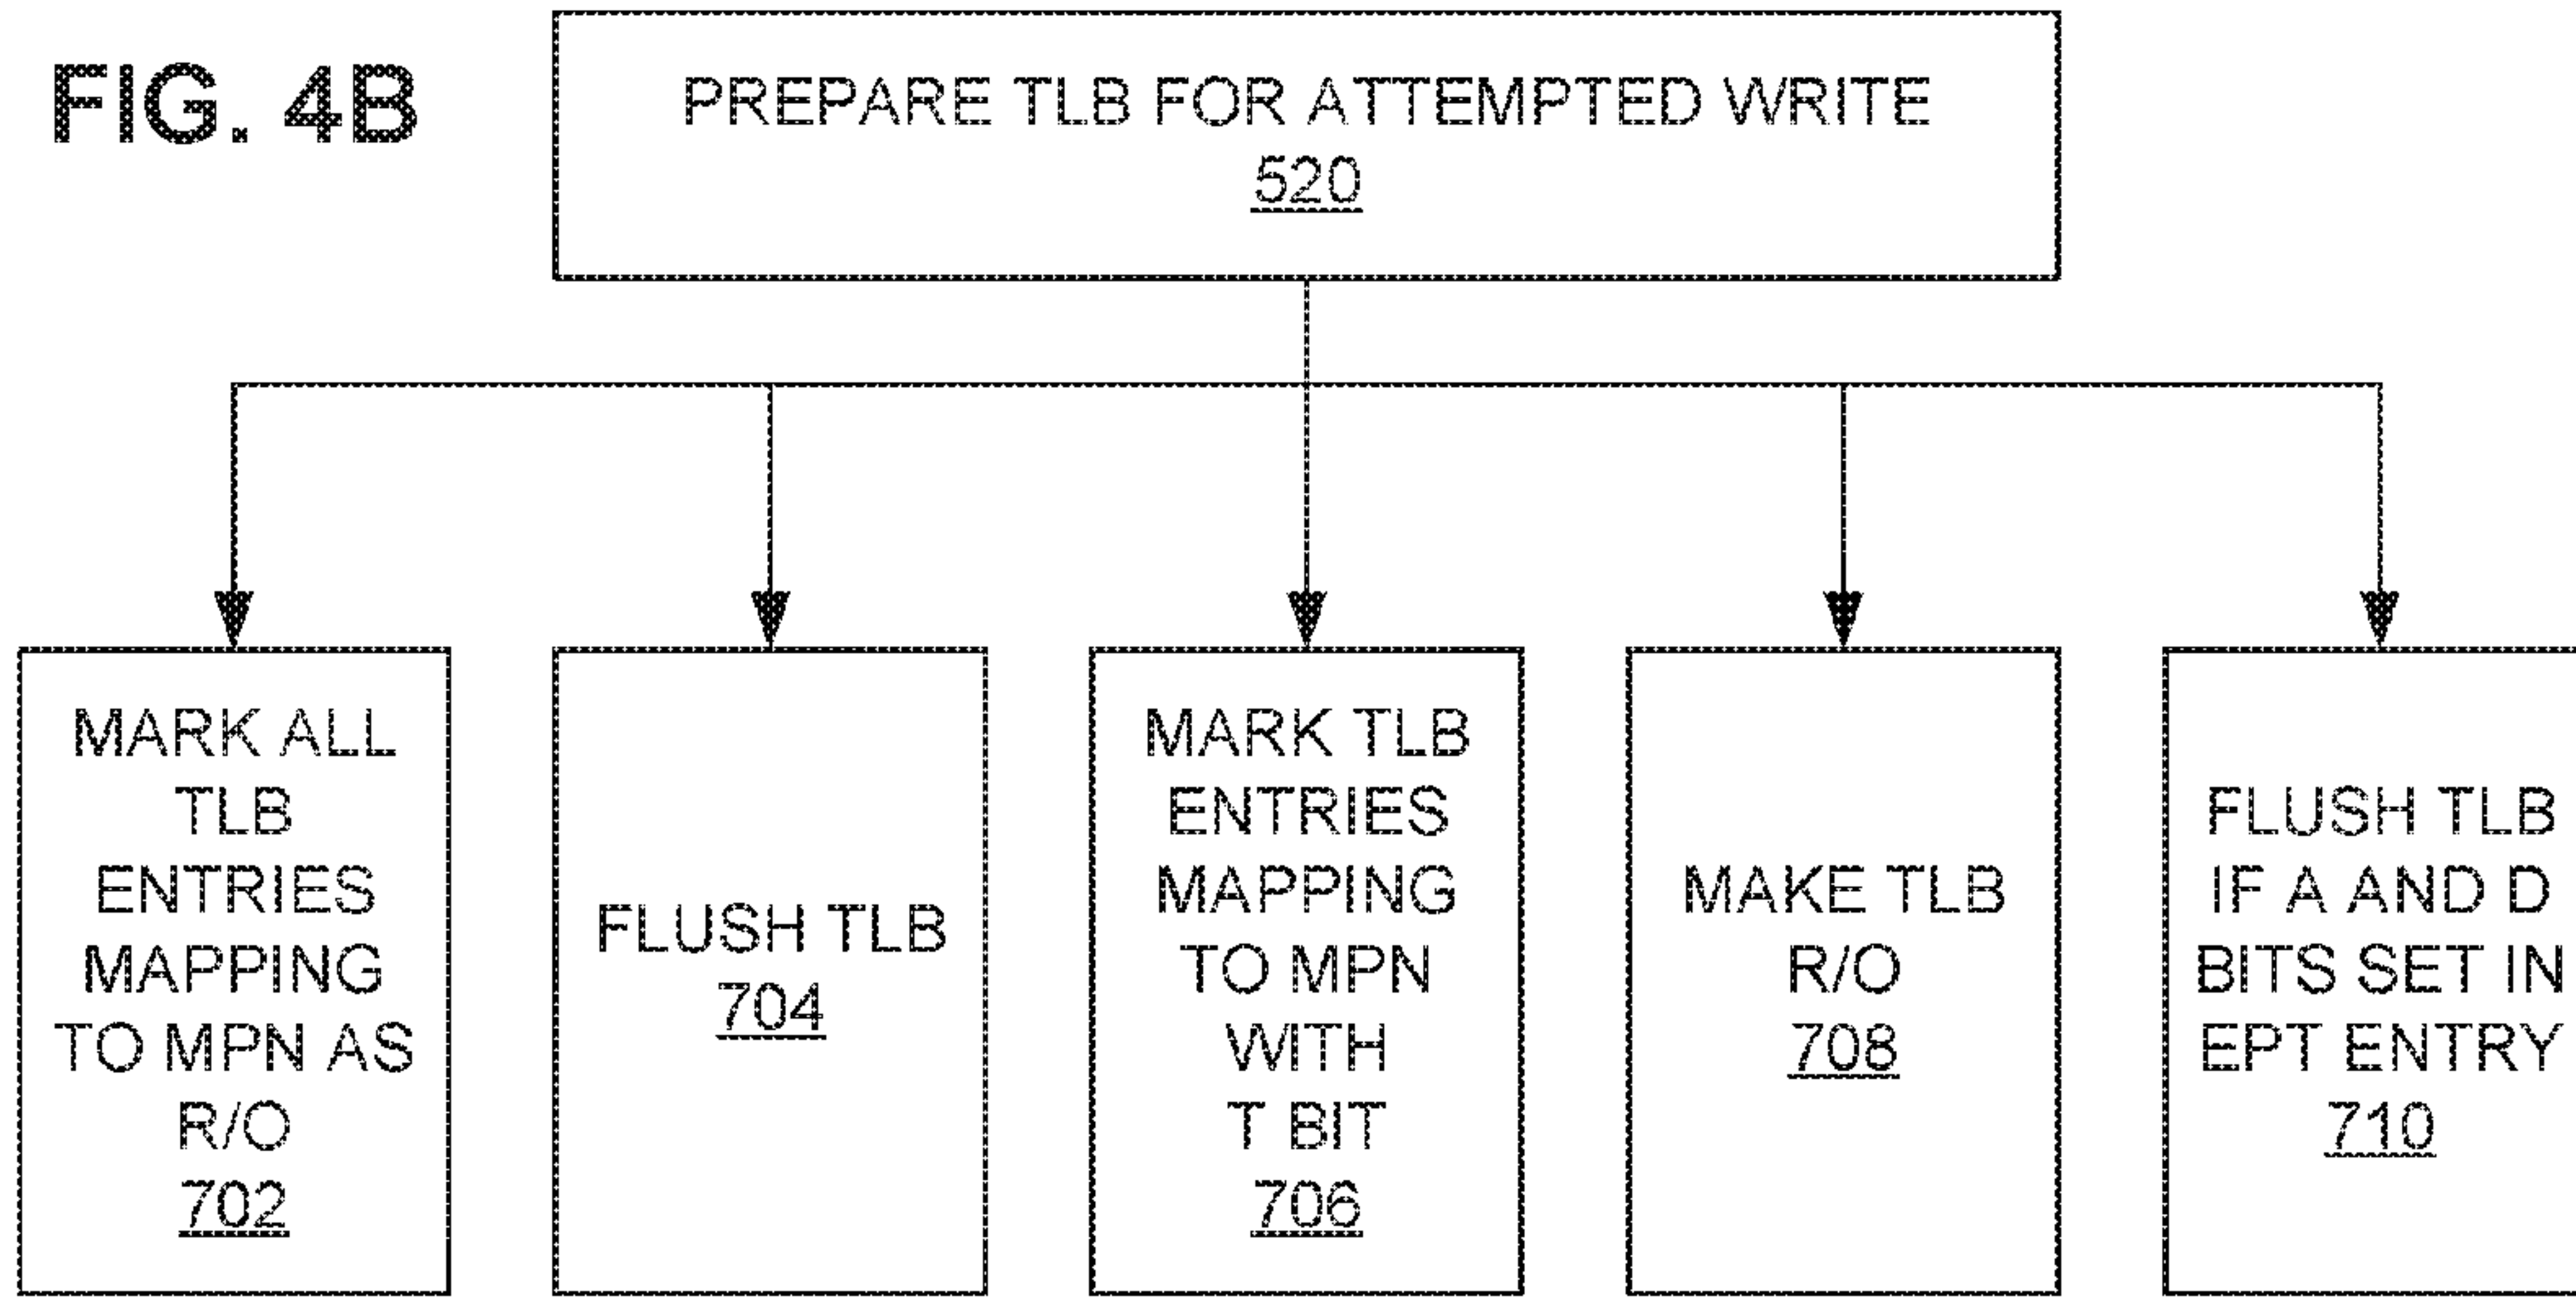 FIG. 4B
PREPARE TLB FOR ATTEMPTED WRITE
520
MARK ALL
TLB
ENTRIES
MAPPING
TO MPN AS
R/O
702
FLUSH TLB
704
MARK TLB
ENTRIES
MAPPING
TO MPN
WITH
T BIT
706
MAKE TLB
R/O
708
FLUSH TLB
IF A AND D
BITS SET IN
EPT ENTRY
710